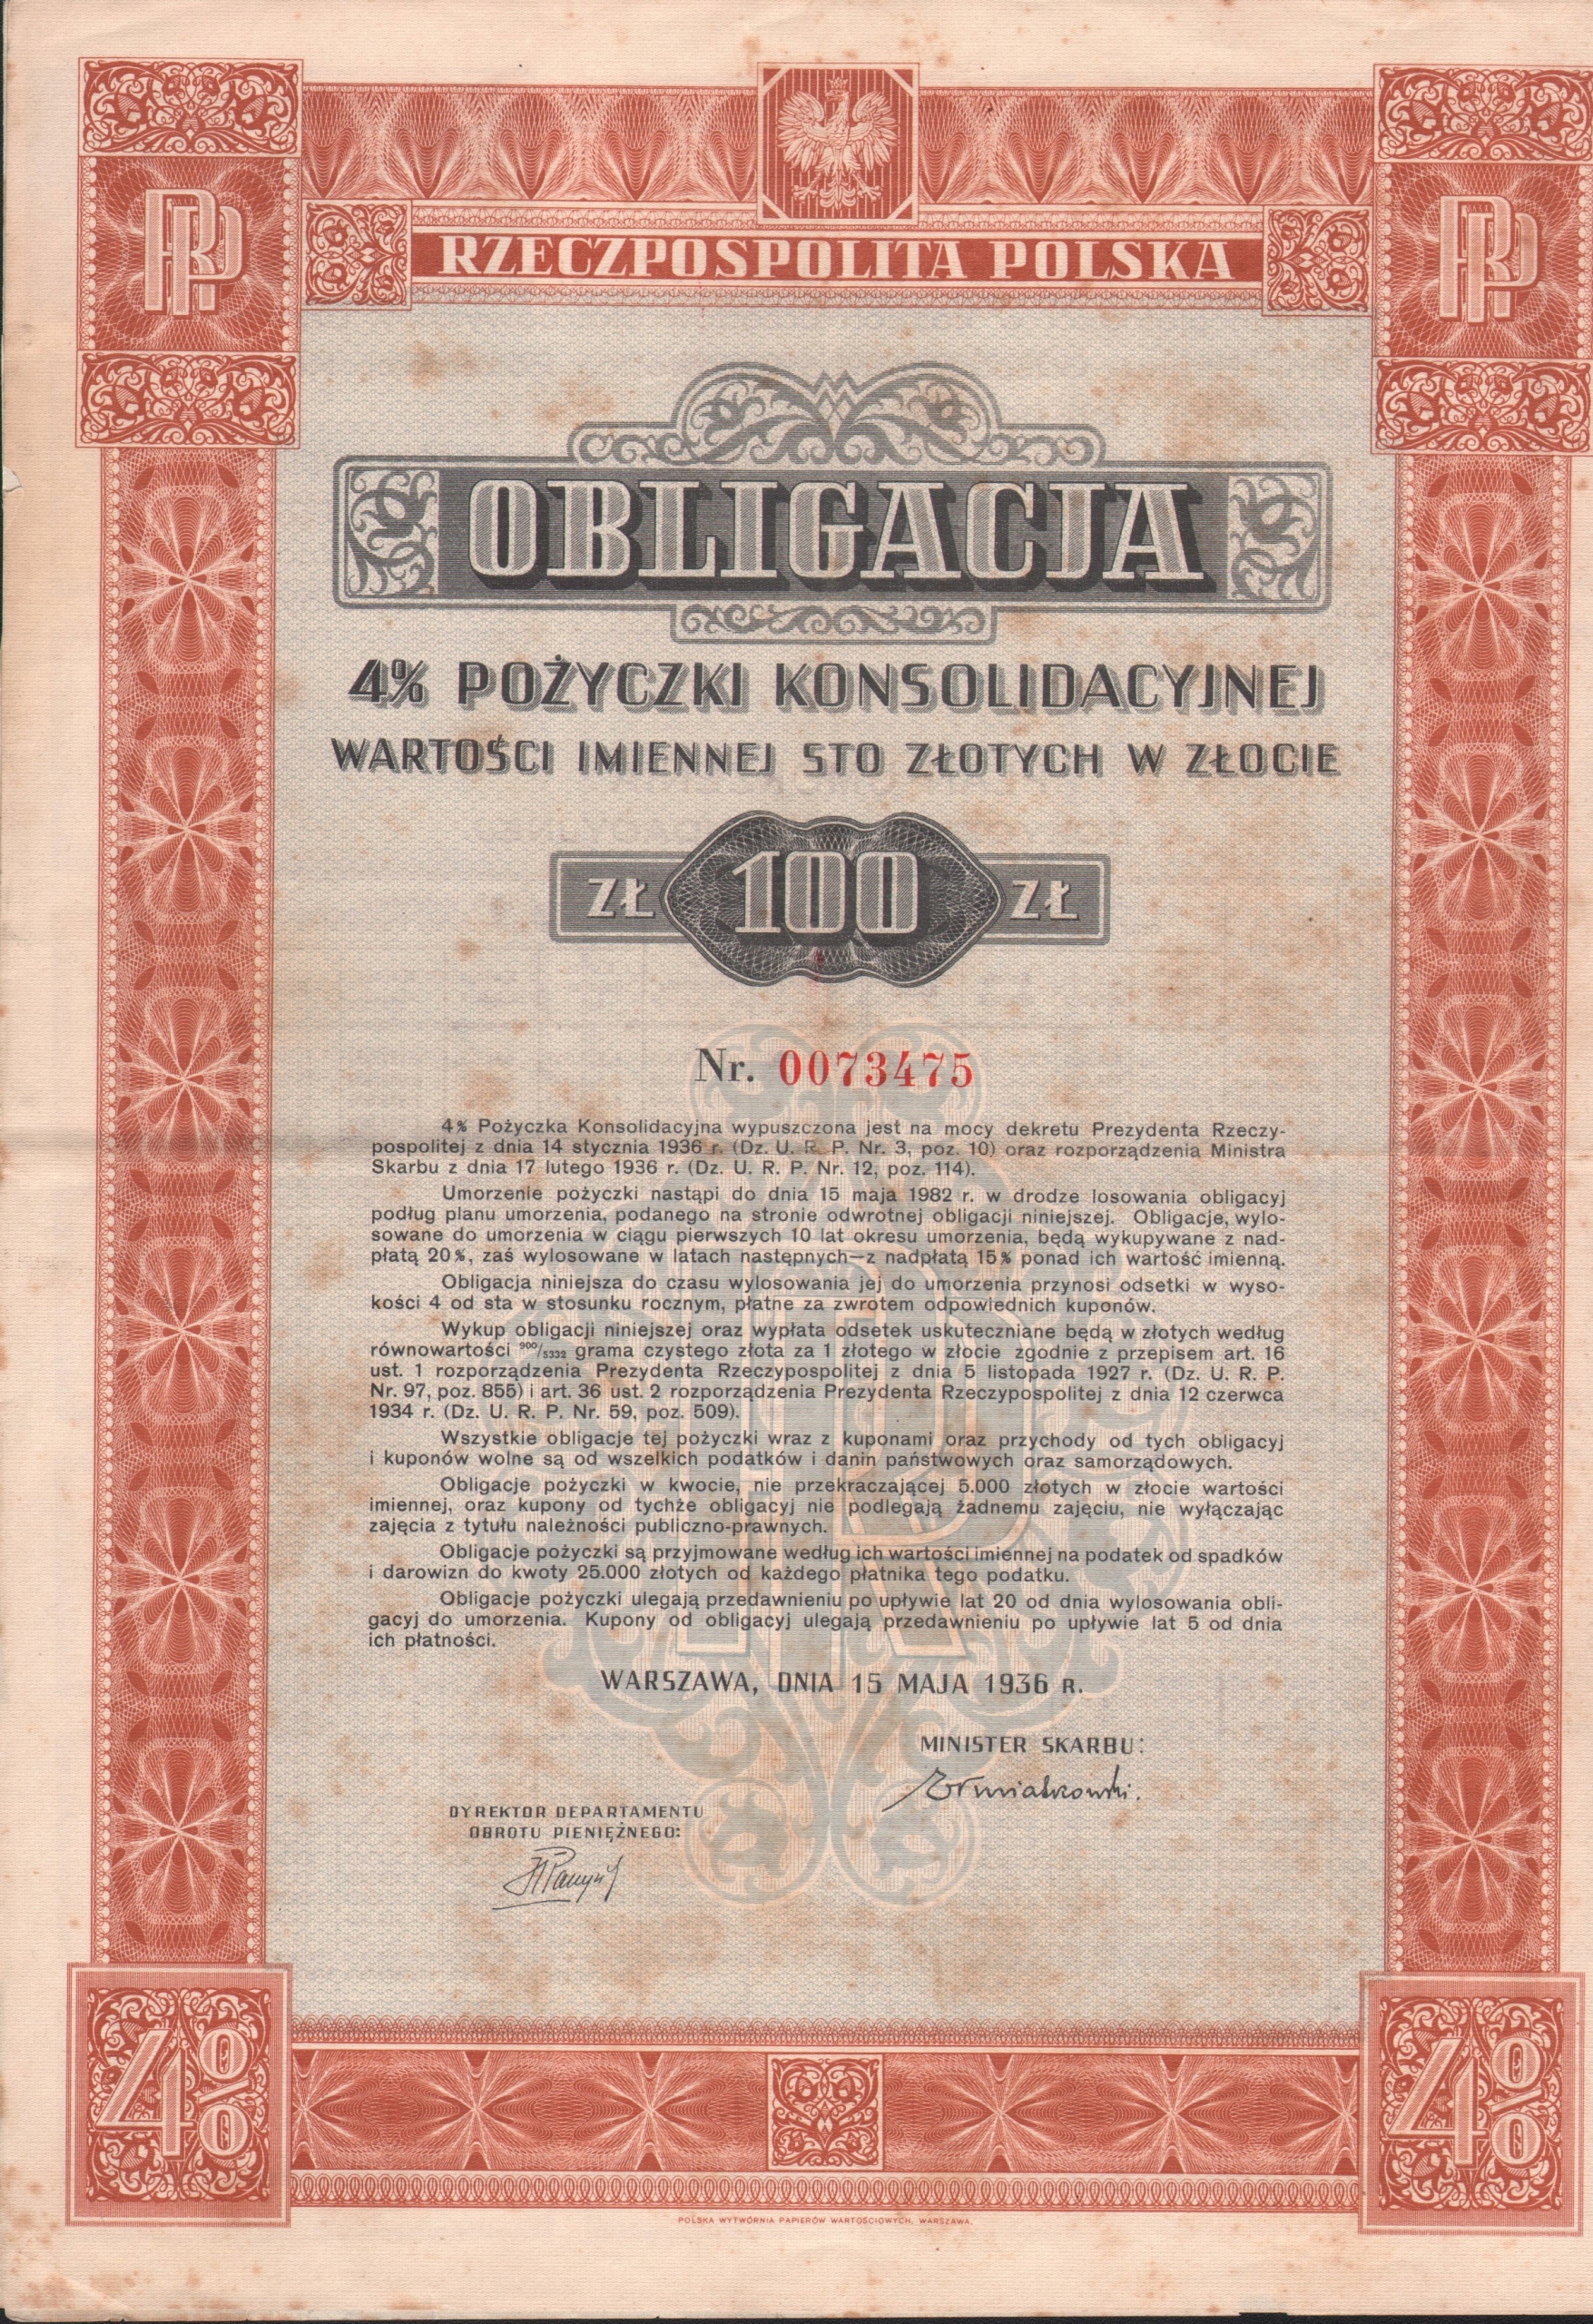 RP
RP
RZECZPOSPOLITA POLSKA
OBLIGACJA
4% POŻYCZKI KONSOLIDACYJNEJ
WARTOŚCI IMIENNEJ STO ZŁOTYCH W ZŁOCIE
ZŁ 100 ZŁ
Nr. 0073475
4% Pożyczka Konsolidacyjna wypuszczona jest na mocy dekretu Prezydenta Rzeczy-
pospolitej z dnia 14 stycznia 1936 r. (Dz. U. R. P. Nr. 3, poz. 10) oraz rozporządzenia Ministra
Skarbu z dnia 17 lutego 1936 r. (Dz. U. R. P. Nr. 12, poz. 114).
Umorzenie pożyczki nastąpi do dnia 15 maja 1982 r. w drodze losowania obligacyj
podług planu umorzenia, podanego na stronie odwrotnej obligacji niniejszej. Obligacje, wylo-
sowane do umorzenia w ciągu pierwszych 10 lat okresu umorzenia, będą wykupywane z nad-
płatą 20%, zaś wylosowane w latach następnych—z nadpłatą 15% ponad ich wartość imienną.
Obligacja niniejsza do czasu wylosowania jej do umorzenia przynosi odsetki w wyso-
kości 4 od sta w stosunku rocznym, płatne za zwrotem odpowiednich kuponów.
Wykup obligacji niniejszej oraz wypłata odsetek uskuteczniane będą w złotych według
równowartości 900/5332 grama czystego złota za 1 złotego w złocie zgodnie z przepisem art. 16
ust. 1 rozporządzenia Prezydenta Rzeczypospolitej z dnia 5 listopada 1927 r. (Dz. U. R. P.
Nr. 97, poz. 855) i art. 36 ust. 2 rozporządzenia Prezydenta Rzeczypospolitej z dnia 12 czerwca
1934 r. (Dz. U. R. P. Nr. 59, poz. 509).
Wszystkie obligacje tej pożyczki wraz z kuponami oraz przychody od tych obligacyj
i kuponów wolne są od wszelkich podatków i danin państwowych oraz samorządowych.
Obligacje pożyczki w kwocie, nie przekraczającej 5.000 złotych w złocie wartości
imiennej, oraz kupony od tychże obligacyj nie podlegają żadnemu zajęciu, nie wyłączając
zajęcia z tytułu należności publiczno-prawnych.
Obligacje pożyczki są przyjmowane według ich wartości imiennej na podatek od spadków
i darowizn do kwoty 25.000 złotych od każdego płatnika tego podatku.
Obligacje pożyczki ulegają przedawnieniu po upływie lat 20 od dnia wylosowania obli-
gacyj do umorzenia. Kupony od obligacyj ulegają przedawnieniu po upływie lat 5 od dnia
ich płatności.
WARSZAWA, DNIA 15 MAJA 1936 R.
MINISTER SKARBU:
DYREKTOR DEPARTAMENTU
OBROTU PIENIĘŻNEGO:
4%
4%
POLSKA WYTWÓRNIA PAPIERÓW WARTOŚCIOWYCH, WARSZAWA.